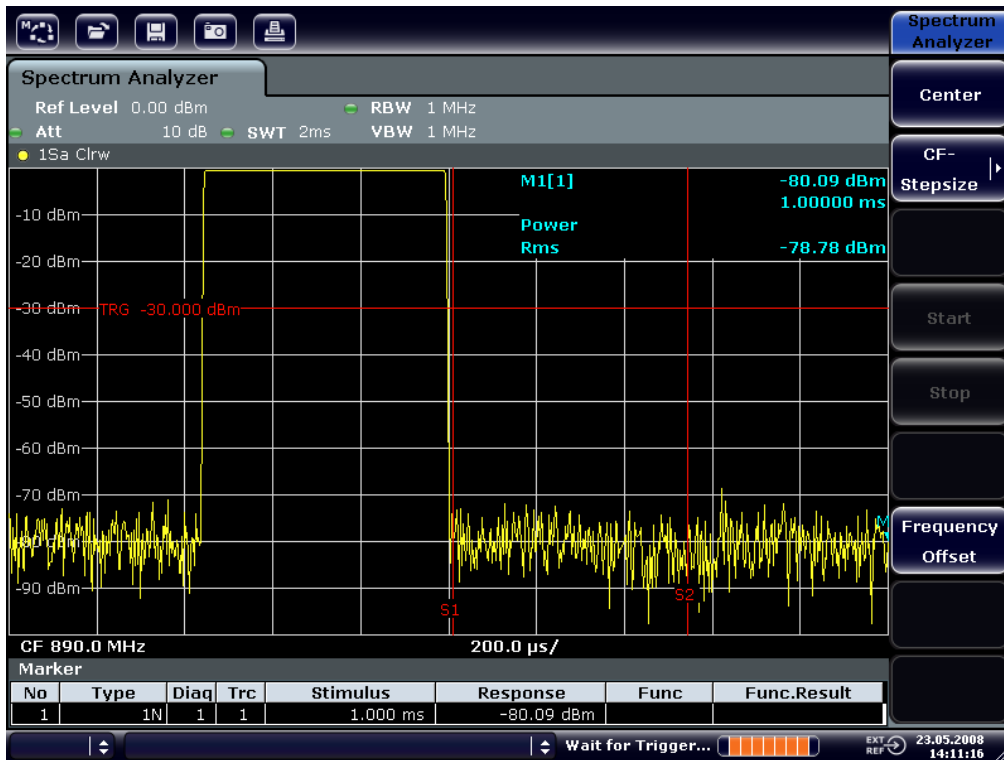 Spectrum Analyzer
Spectrum Analyzer
Ref Level 0.00 dBm RBW 1 MHz
Att 10 dB SWT 2ms VBW 1 MHz
1Sa Clrw
M1[1] -80.09 dBm
1.00000 ms
Power
Rms -78.78 dBm
-10 dBm
-20 dBm
-30 dBm
TRG -30.000 dBm
-40 dBm
-50 dBm
-60 dBm
-70 dBm
-90 dBm
S1
S2
CF 890.0 MHz 200.0 µs/
Marker
No Type Diag Trc Stimulus Response Func Func.Result
1 1N 1 1 1.000 ms -80.09 dBm
Center
CF-
Stepsize
Start
Stop
Frequency
Offset
Wait for Trigger...
EXT
REF
23.05.2008
14:11:16